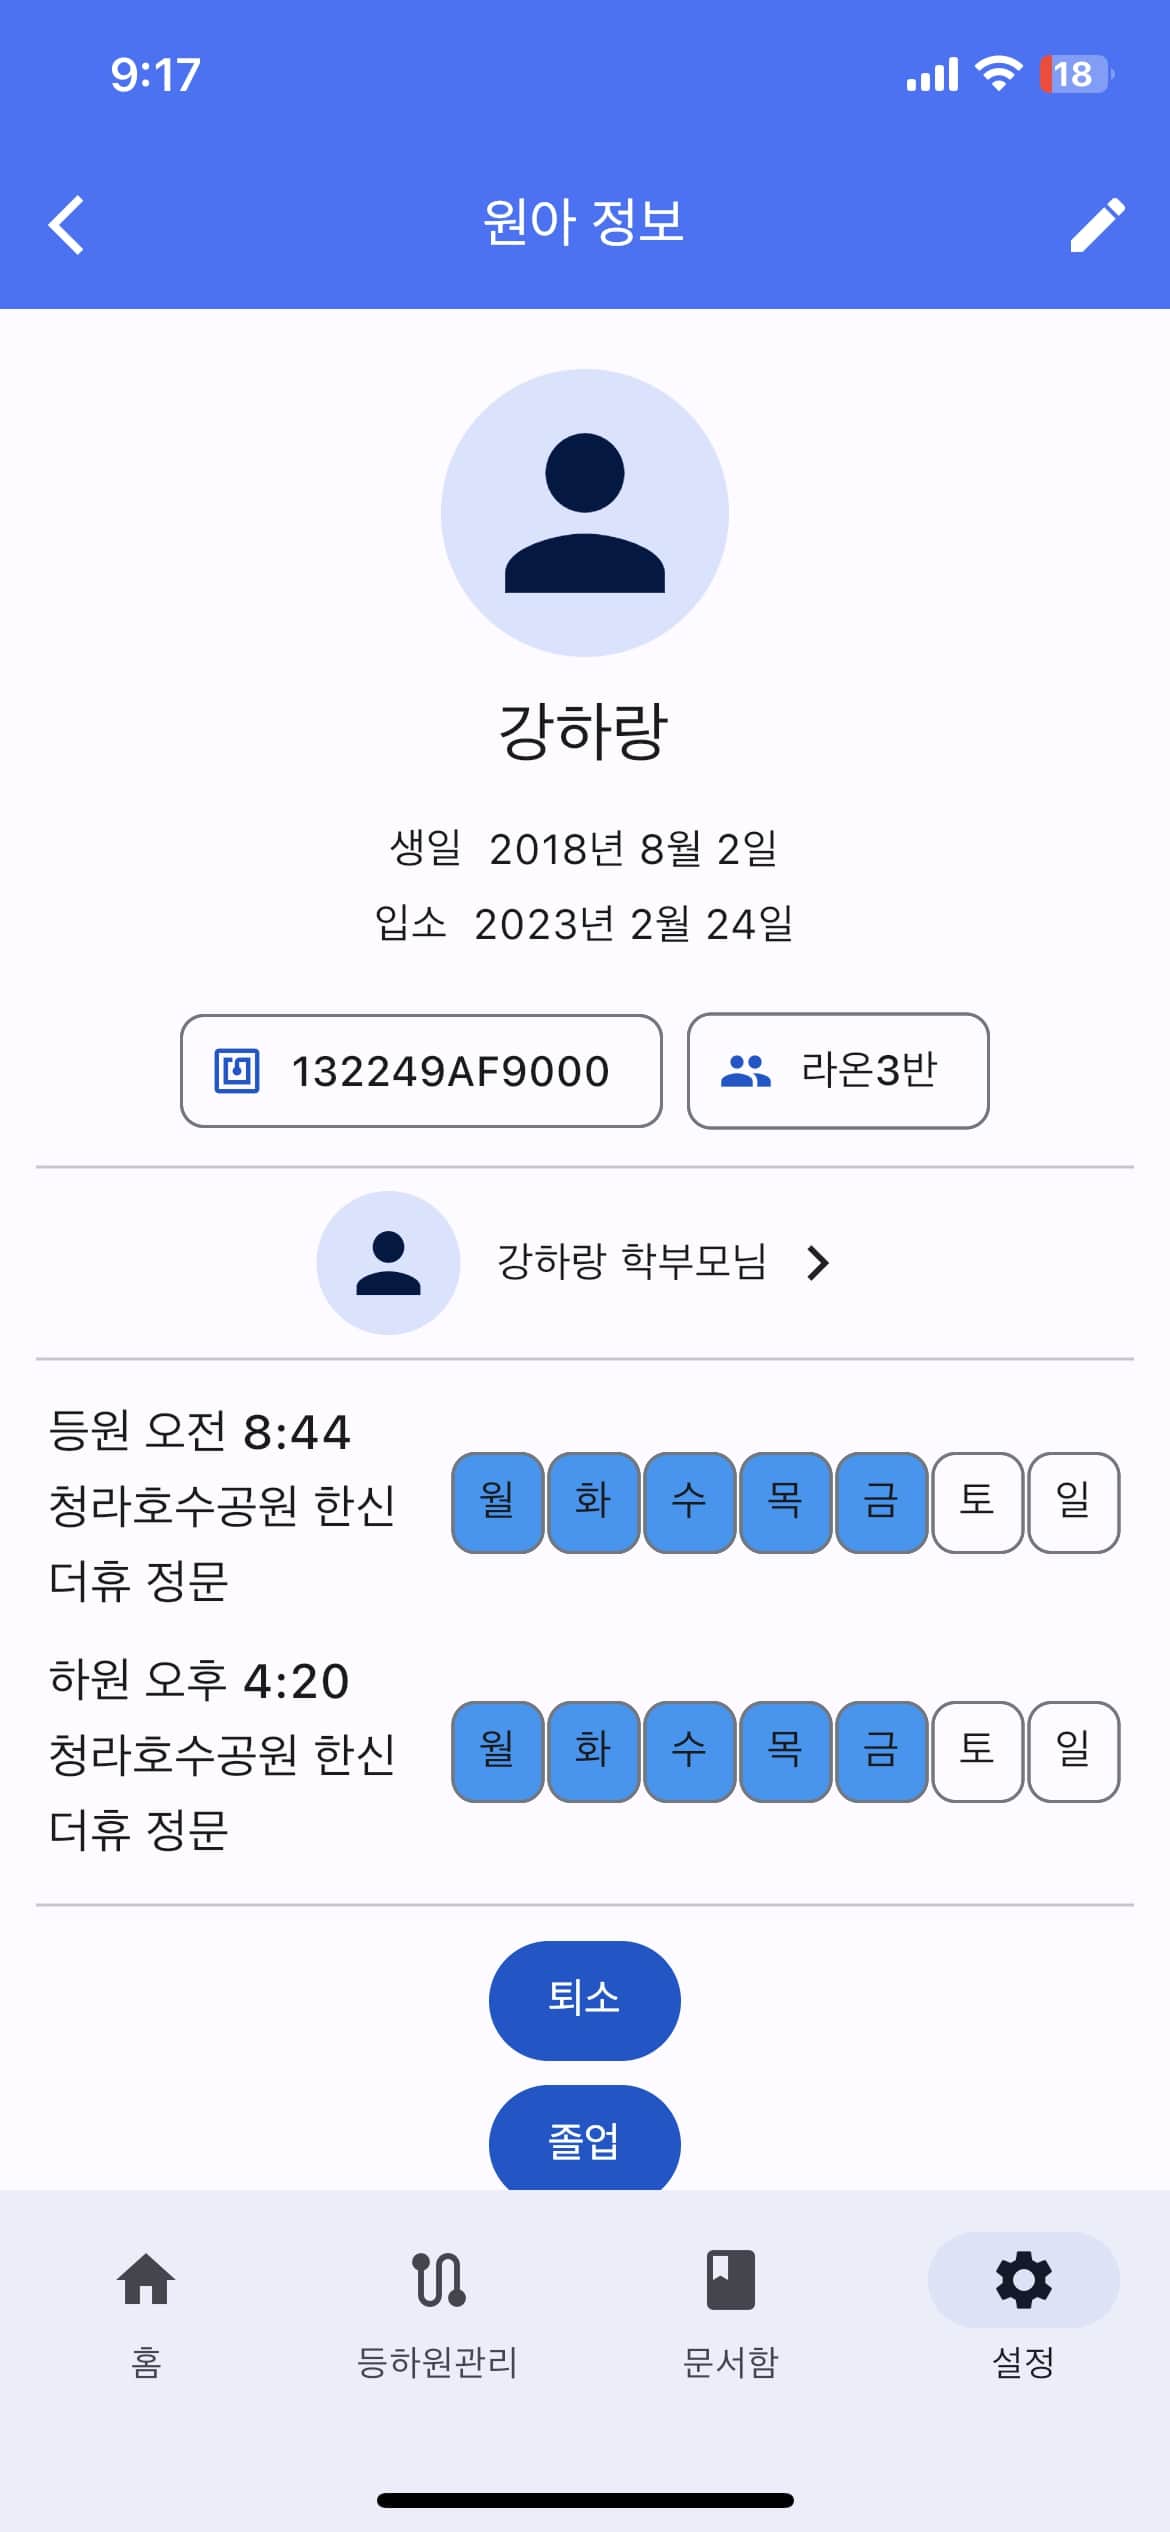 9:17
18
원아 정보
강하랑
생일 2018년 8월 2일
입소 2023년 2월 24일
132249AF9000
라온3반
강하랑 학부모님
등원 오전 8:44
청라호수공원 한신
더휴 정문
월 화 수 목 금 토 일
하원 오후 4:20
청라호수공원 한신
더휴 정문
월 화 수 목 금 토 일
퇴소
졸업
홈 등하원관리 문서함 설정